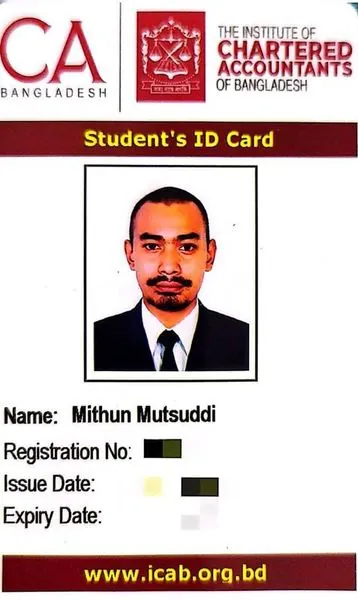 CA
BANGLADESH
THE INSTITUTE OF
CHARTERED
ACCOUNTANTS
OF BANGLADESH
Student's ID Card
Name: Mithun Mutsuddi
Registration No:
Issue Date:
Expiry Date:
www.icab.org.bd